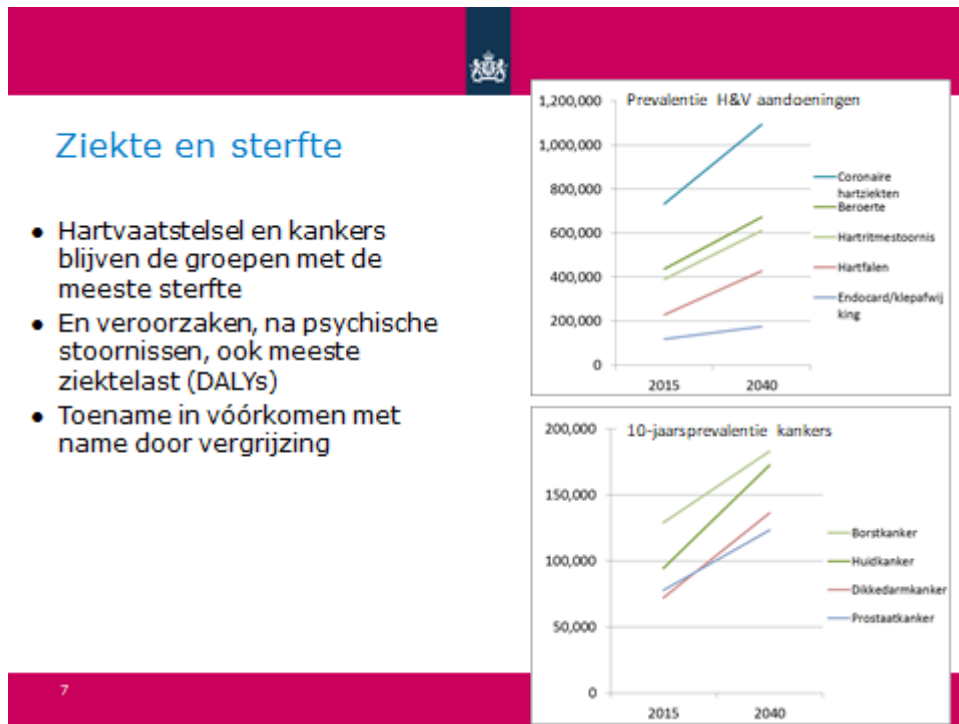 Ziekte en sterfte
● Hartvaatstelsel en kankers
blijven de groepen met de
meeste sterfte
● En veroorzaken, na psychische
stoornissen, ook meeste
ziektelast (DALYs)
● Toename in vóórkomen met
name door vergrijzing
7
Prevalentie H&V aandoeningen
1,200,000
1,000,000
800,000
600,000
400,000
200,000
0
2015 2040
Coronaire
hartziekten
Beroerte
Hartritmestoornis
Hartfalen
Endocard/klepafwij
king
10-jaarsprevalentie kankers
200,000
150,000
100,000
50,000
0
2015 2040
Borstkanker
Huidkanker
Dikkedarmkanker
Prostaatkanker